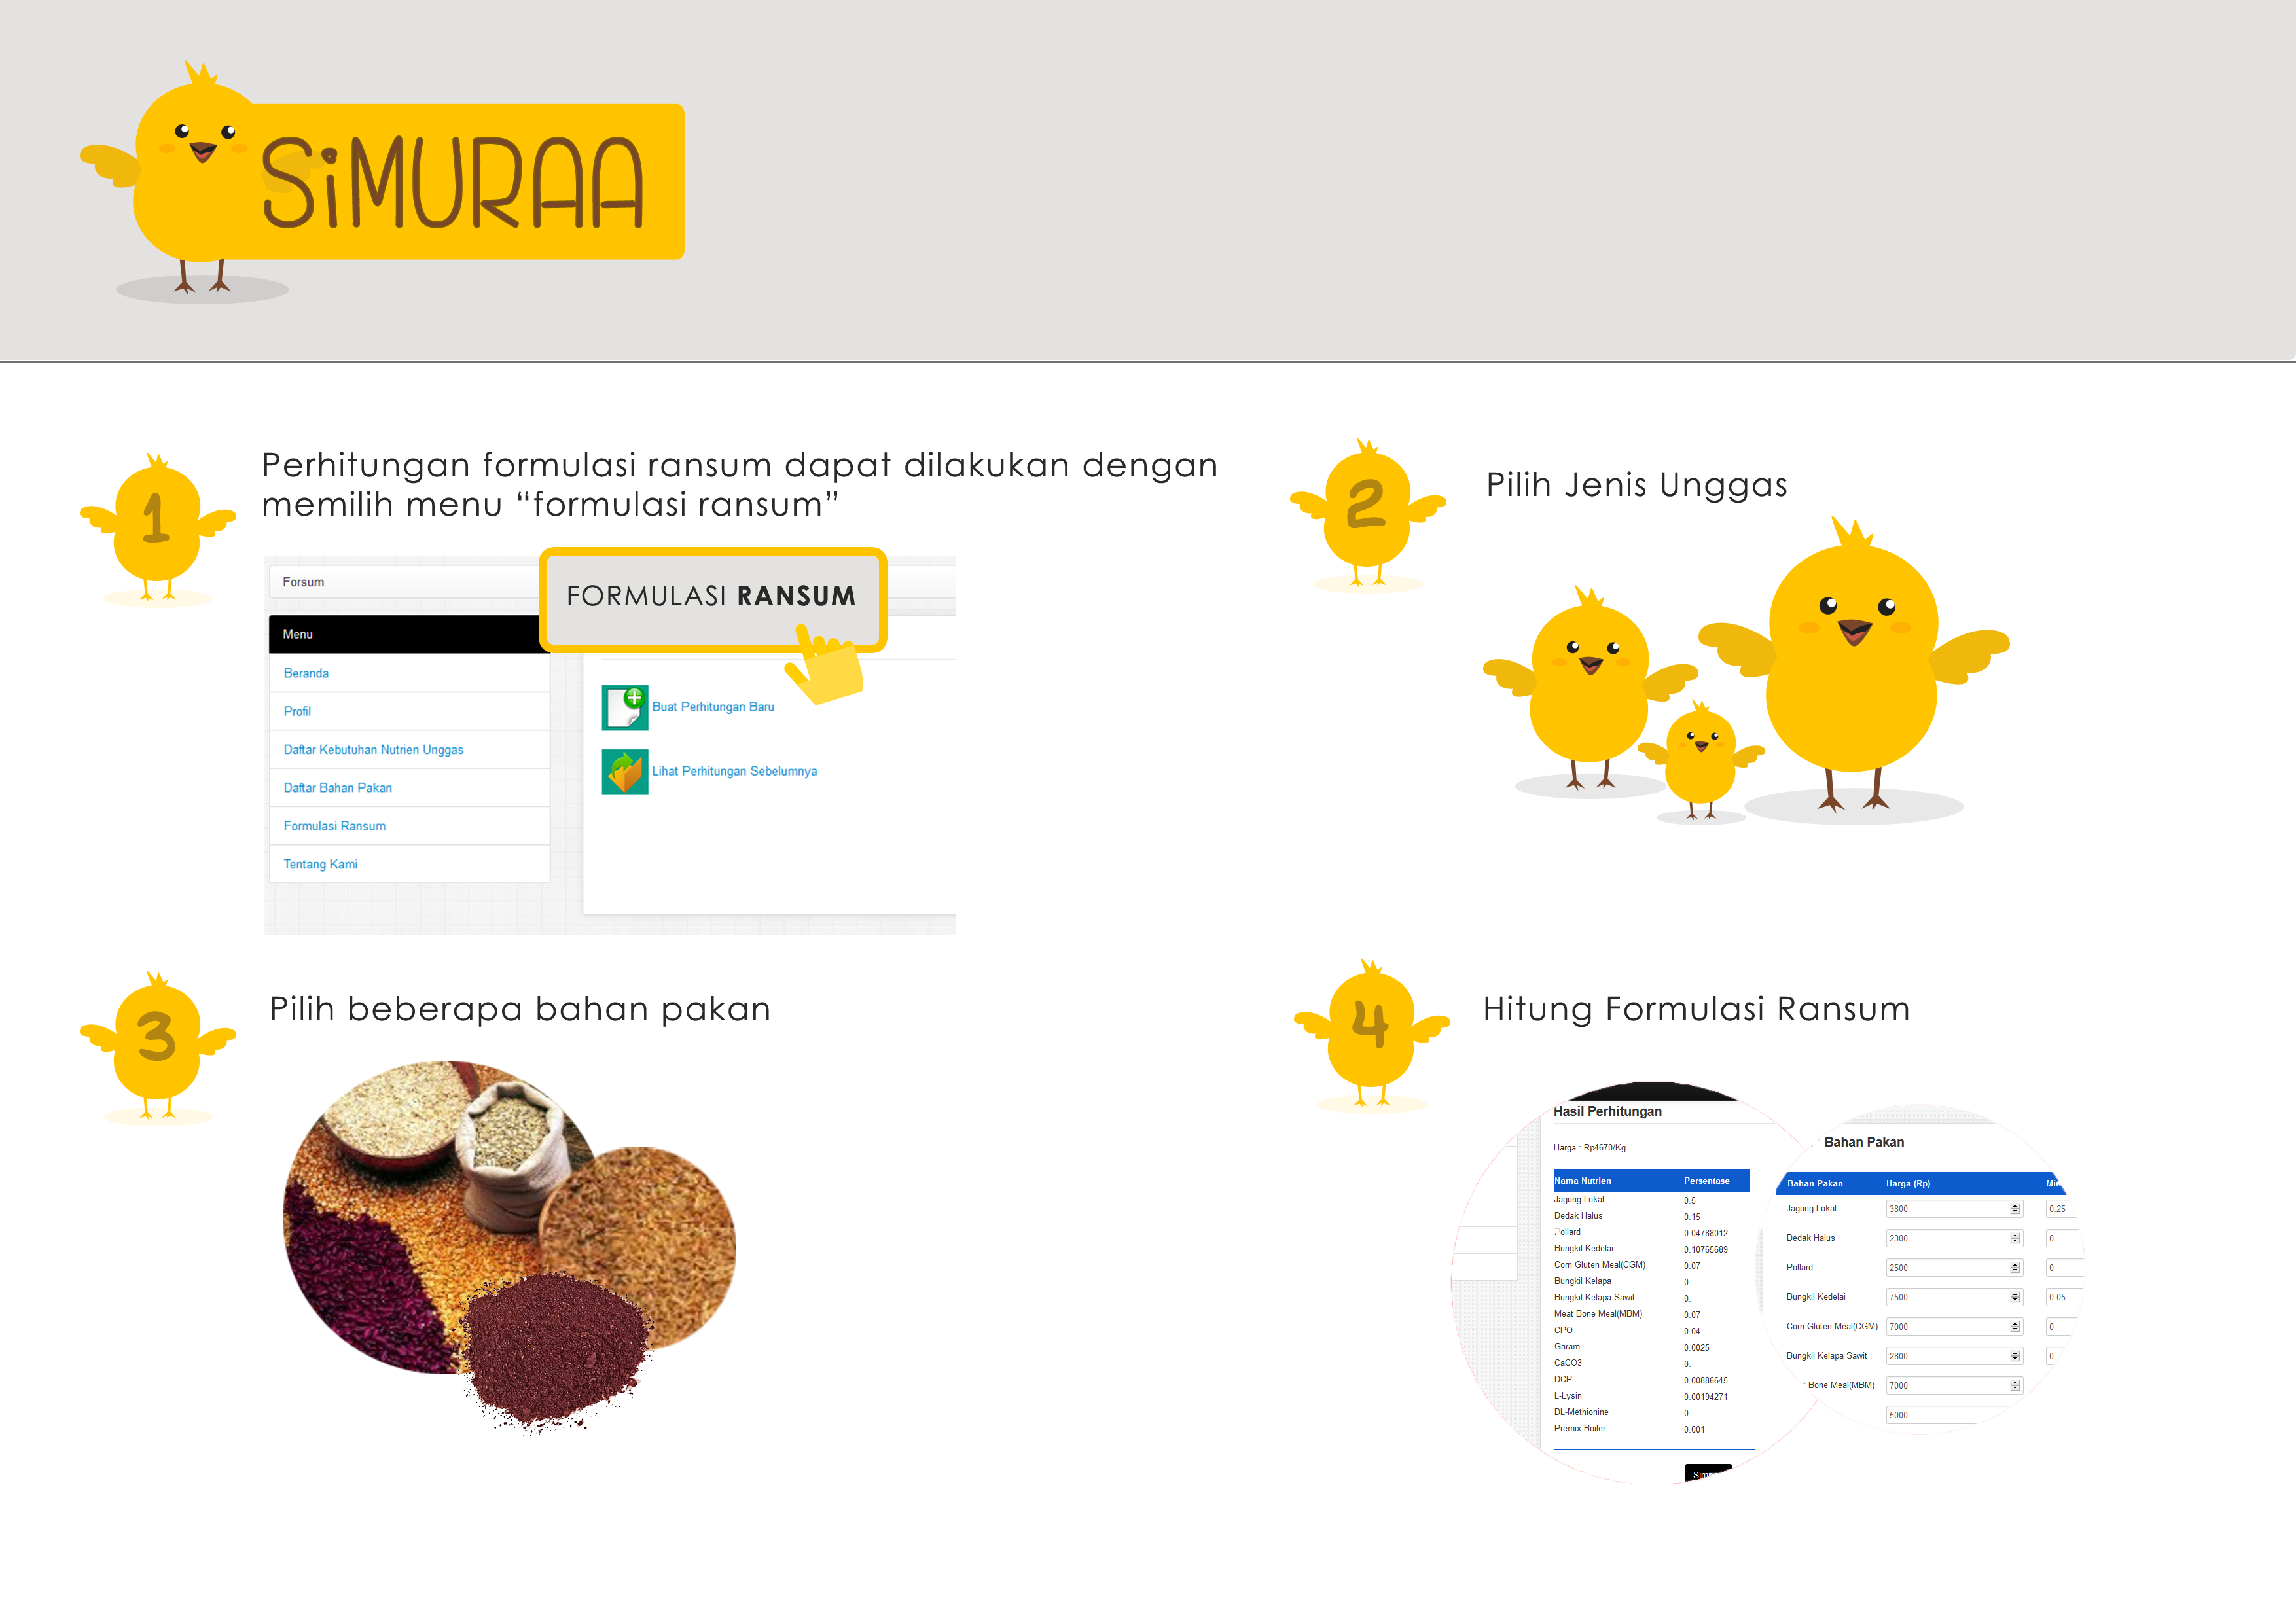 SiMURAA
1
Perhitungan formulasi ransum dapat dilakukan dengan
memilih menu “formulasi ransum”
Forsum
FORMULASI RANSUM
Menu
Beranda
Profil
Daftar Kebutuhan Nutrien Unggas
Daftar Bahan Pakan
Formulasi Ransum
Tentang Kami
Buat Perhitungan Baru
Lihat Perhitungan Sebelumnya
2
Pilih Jenis Unggas
3
Pilih beberapa bahan pakan
4
Hitung Formulasi Ransum
Hasil Perhitungan
Harga : Rp4670/Kg
Nama Nutrien Persentase
Jagung Lokal 0.5
Dedak Halus 0.15
Pollard 0.04788012
Bungkil Kedelai 0.10765689
Corn Gluten Meal(CGM) 0.07
Bungkil Kelapa 0.
Bungkil Kelapa Sawit 0.
Meat Bone Meal(MBM) 0.07
CPO 0.04
Garam 0.0025
CaCO3 0.
DCP 0.00886645
L-Lysin 0.00194271
DL-Methionine 0.
Premix Boiler 0.001
Bahan Pakan
Bahan Pakan Harga (Rp)
Jagung Lokal 3800 0.25
Dedak Halus 2300 0
Pollard 2500 0
Bungkil Kedelai 7500 0.05
Corn Gluten Meal(CGM) 7000 0
Bungkil Kelapa Sawit 2800 0
Bone Meal(MBM) 7000
5000